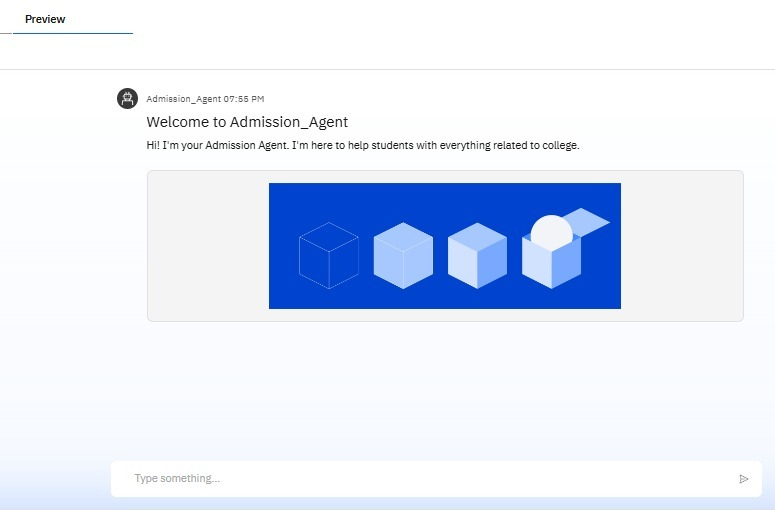 Preview
Admission_Agent 07:55 PM
Welcome to Admission_Agent
Hi! I'm your Admission Agent. I'm here to help students with everything related to college.
Type something...